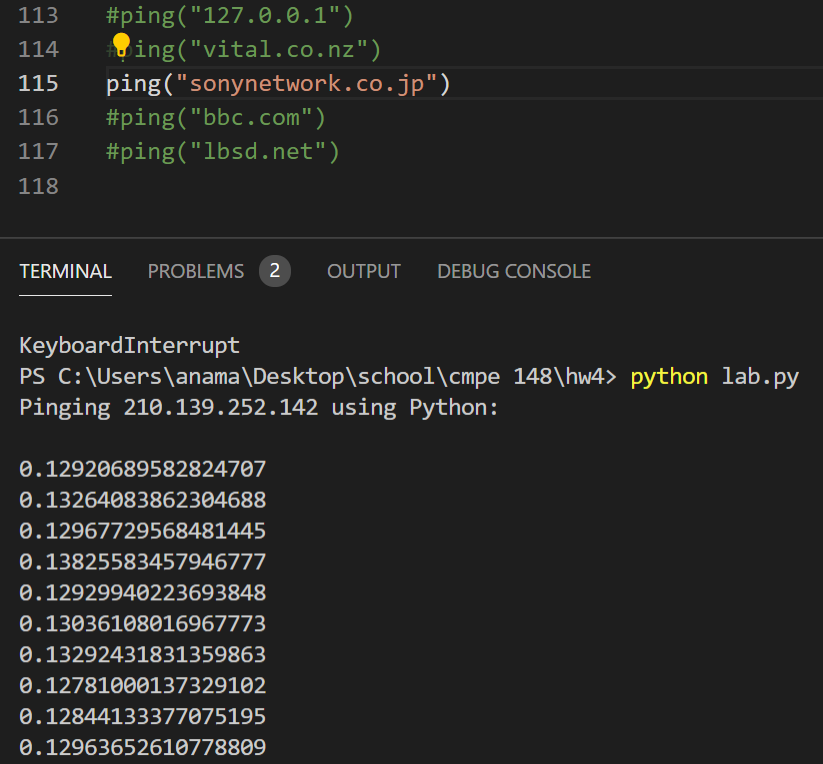 113 #ping("127.0.0.1")
114 #ping("vital.co.nz")
115 ping("sonynetwork.co.jp")
116 #ping("bbc.com")
117 #ping("lbsd.net")
118
TERMINAL PROBLEMS 2 OUTPUT DEBUG CONSOLE
KeyboardInterrupt
PS C:\Users\anama\Desktop\school\cmpe 148\hw4> python lab.py
Pinging 210.139.252.142 using Python:
0.12920689582824707
0.13264083862304688
0.12967729568481445
0.13825583457946777
0.12929940223693848
0.13036108016967773
0.13292431831359863
0.12781000137329102
0.12844133377075195
0.12963652610778809